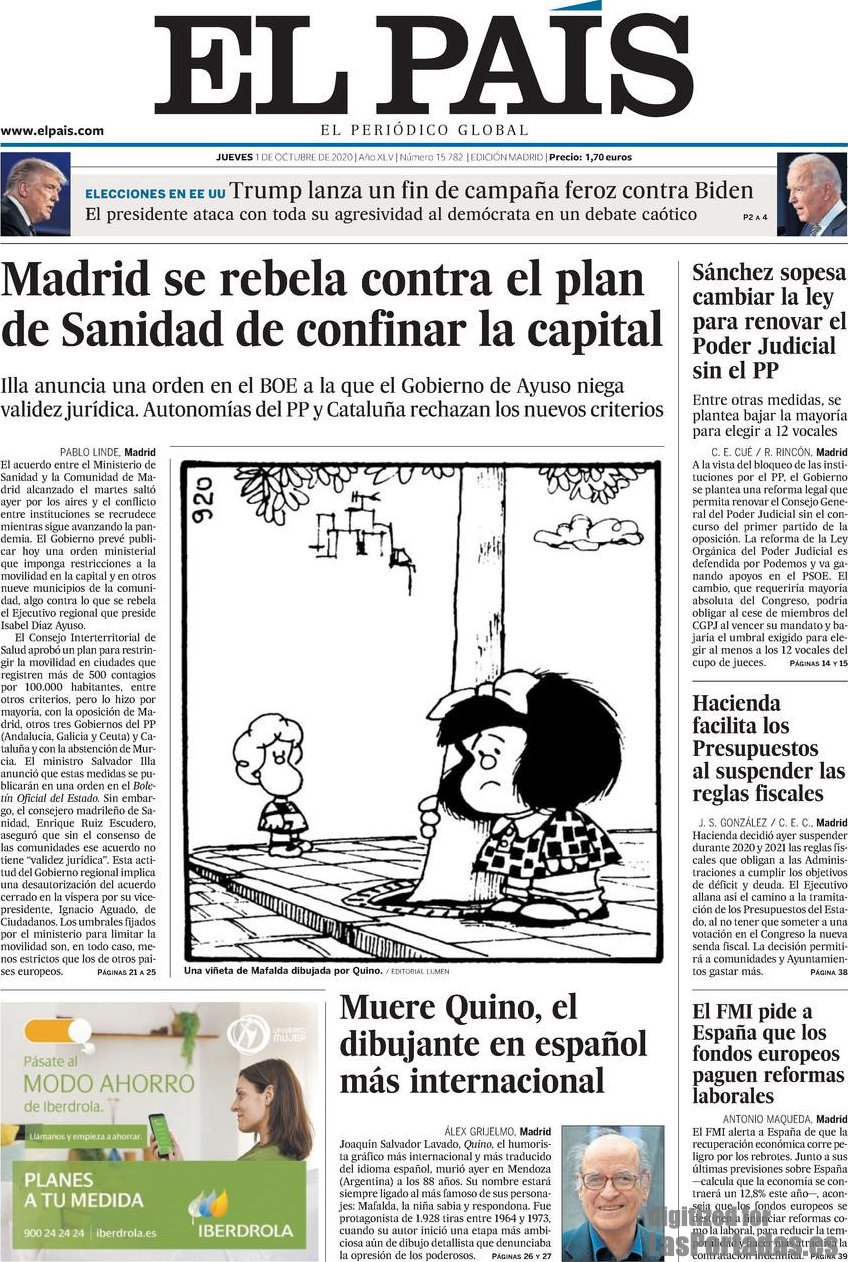 EL PAÍS
www.elpais.com
EL PERIÓDICO GLOBAL
JUEVES 1 DE OCTUBRE DE 2020 | Año XLV | Número 15.782 | EDICIÓN MADRID | Precio: 1,70 euros
ELECCIONES EN EE UU Trump lanza un fin de campaña feroz contra Biden
El presidente ataca con toda su agresividad al demócrata en un debate caótico P2 A 4
Madrid se rebela contra el plan
de Sanidad de confinar la capital
Illa anuncia una orden en el BOE a la que el Gobierno de Ayuso niega
validez jurídica. Autonomías del PP y Cataluña rechazan los nuevos criterios
PABLO LINDE, Madrid
El acuerdo entre el Ministerio de
Sanidad y la Comunidad de Ma-
drid alcanzado el martes saltó
ayer por los aires y el conflicto
entre instituciones se recrudece
mientras sigue avanzando la pan-
demia. El Gobierno prevé publi-
car hoy una orden ministerial
que imponga restricciones a la
movilidad en la capital y en otros
nueve municipios de la comuni-
dad, algo contra lo que se rebela
el Ejecutivo regional que preside
Isabel Díaz Ayuso.
El Consejo Interterritorial de
Salud aprobó un plan para restrin-
gir la movilidad en ciudades que
registren más de 500 contagios
por 100.000 habitantes, entre
otros criterios, pero lo hizo por
mayoría, con la oposición de Ma-
drid, otros tres Gobiernos del PP
(Andalucía, Galicia y Ceuta) y Ca-
taluña y con la abstención de Mur-
cia. El ministro Salvador Illa
anunció que estas medidas se pu-
blicarán en una orden en el Bole-
tín Oficial del Estado. Sin embar-
go, el consejero madrileño de Sa-
nidad, Enrique Ruiz Escudero,
aseguró que sin el consenso de
las comunidades ese acuerdo no
tiene “validez jurídica”. Esta acti-
tud del Gobierno regional implica
una desautorización del acuerdo
cerrado en la víspera por su vice-
presidente, Ignacio Aguado, de
Ciudadanos. Los umbrales fijados
por el ministerio para limitar la
movilidad son, en todo caso, me-
nos estrictos que los de otros paí-
ses europeos. PÁGINAS 21 A 25
920
Una viñeta de Mafalda dibujada por Quino. / EDITORIAL LUMEN
Sánchez sopesa
cambiar la ley
para renovar el
Poder Judicial
sin el PP
Entre otras medidas, se
plantea bajar la mayoría
para elegir a 12 vocales
C. E. CUÉ / R. RINCÓN, Madrid
A la vista del bloqueo de las insti-
tuciones por el PP, el Gobierno
se plantea una reforma legal que
permita renovar el Consejo Gene-
ral del Poder Judicial sin el con-
curso del primer partido de la
oposición. La reforma de la Ley
Orgánica del Poder Judicial es
defendida por Podemos y va ga-
nando apoyos en el PSOE. El
cambio, que requeriría mayoría
absoluta del Congreso, podría
obligar al cese de miembros del
CGPJ al vencer su mandato y ba-
jaría el umbral exigido para ele-
gir al menos a los 12 vocales del
cupo de jueces. PÁGINAS 14 Y 15
Hacienda
facilita los
Presupuestos
al suspender las
reglas fiscales
J. S. GONZÁLEZ / C. E. C., Madrid
Hacienda decidió ayer suspender
durante 2020 y 2021 las reglas fis-
cales que obligan a las Adminis-
traciones a cumplir los objetivos
de déficit y deuda. El Ejecutivo
allana así el camino a la tramita-
ción de los Presupuestos del Esta-
do, al no tener que someter a una
votación en el Congreso la nueva
senda fiscal. La decisión permiti-
rá a comunidades y Ayuntamien-
tos gastar más. PÁGINA 38
El FMI pide a
España que los
fondos europeos
paguen reformas
laborales
ANTONIO MAQUEDA, Madrid
El FMI alerta a España de que la
recuperación económica corre pe-
ligro por los rebrotes. Junto a sus
últimas previsiones sobre España
—calcula que la economía se con-
traerá un 12,8% este año—, acon-
seja que los fondos europeos se
destinen a financiar reformas co-
mo la laboral, para reducir la tem-
PÁGINA 39
Muere Quino, el
dibujante en español
más internacional
ÁLEX GRIJELMO, Madrid
Joaquín Salvador Lavado, Quino, el humoris-
ta gráfico más internacional y más traducido
del idioma español, murió ayer en Mendoza
(Argentina) a los 88 años. Su nombre estará
siempre ligado al más famoso de sus persona-
jes: Mafalda, la niña sabia y respondona. Fue
protagonista de 1.928 tiras entre 1964 y 1973,
cuando su autor inició una etapa más ambi-
ciosa aún de dibujo detallista que denunciaba
la opresión de los poderosos. PÁGINAS 26 Y 27
UNIVERSO
MUJER
Pásate al
MODO AHORRO
de Iberdrola.
Llámanos y empieza a ahorrar.
PLANES
A TU MEDIDA
900 24 24 24 iberdrola.es
IBERDROLA
digitized for
LasPortadas.es